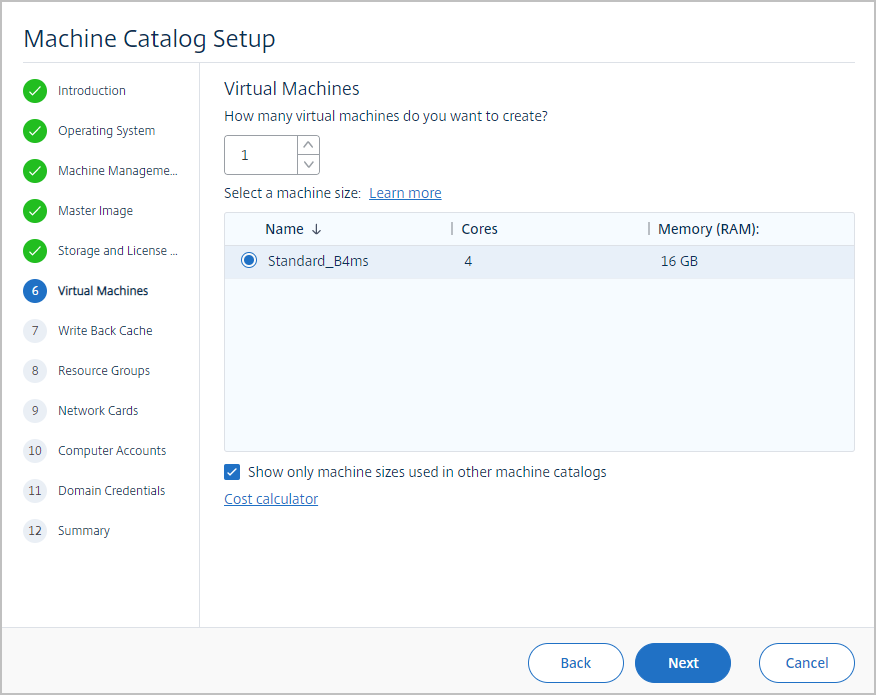 Machine Catalog Setup
Introduction
Operating System
Machine Manageme...
Master Image
Storage and License ...
6 Virtual Machines
7 Write Back Cache
8 Resource Groups
9 Network Cards
10 Computer Accounts
11 Domain Credentials
12 Summary
Virtual Machines
How many virtual machines do you want to create?
1
Select a machine size: Learn more
Name ↓ Cores Memory (RAM):
Standard_B4ms 4 16 GB
Show only machine sizes used in other machine catalogs
Cost calculator
Back Next Cancel